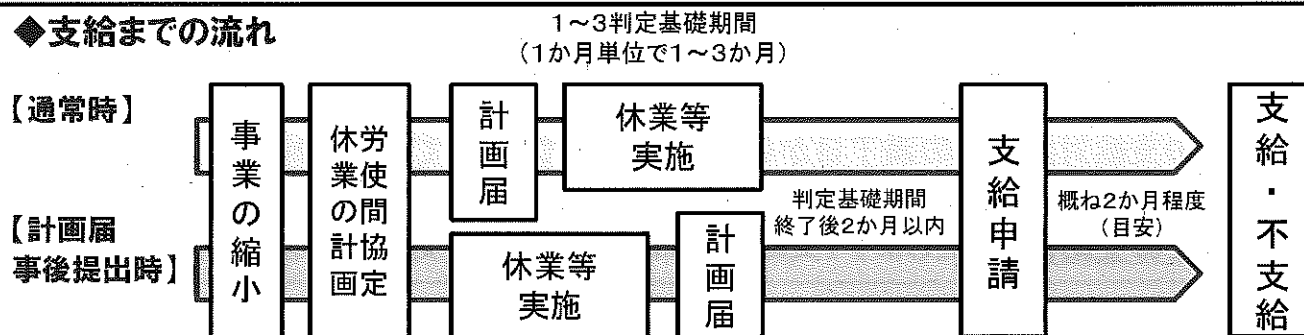 ◆支給までの流れ
1～3判定基礎期間
（1か月単位で1～3か月）
【通常時】
事業の縮小
労使間協定
休業の計画
計画届
休業等
実施
支給申請
支給・不支給
判定基礎期間
終了後2か月以内
概ね2か月程度
（目安）
【計画届
事後提出時】
休業等
実施
計画届